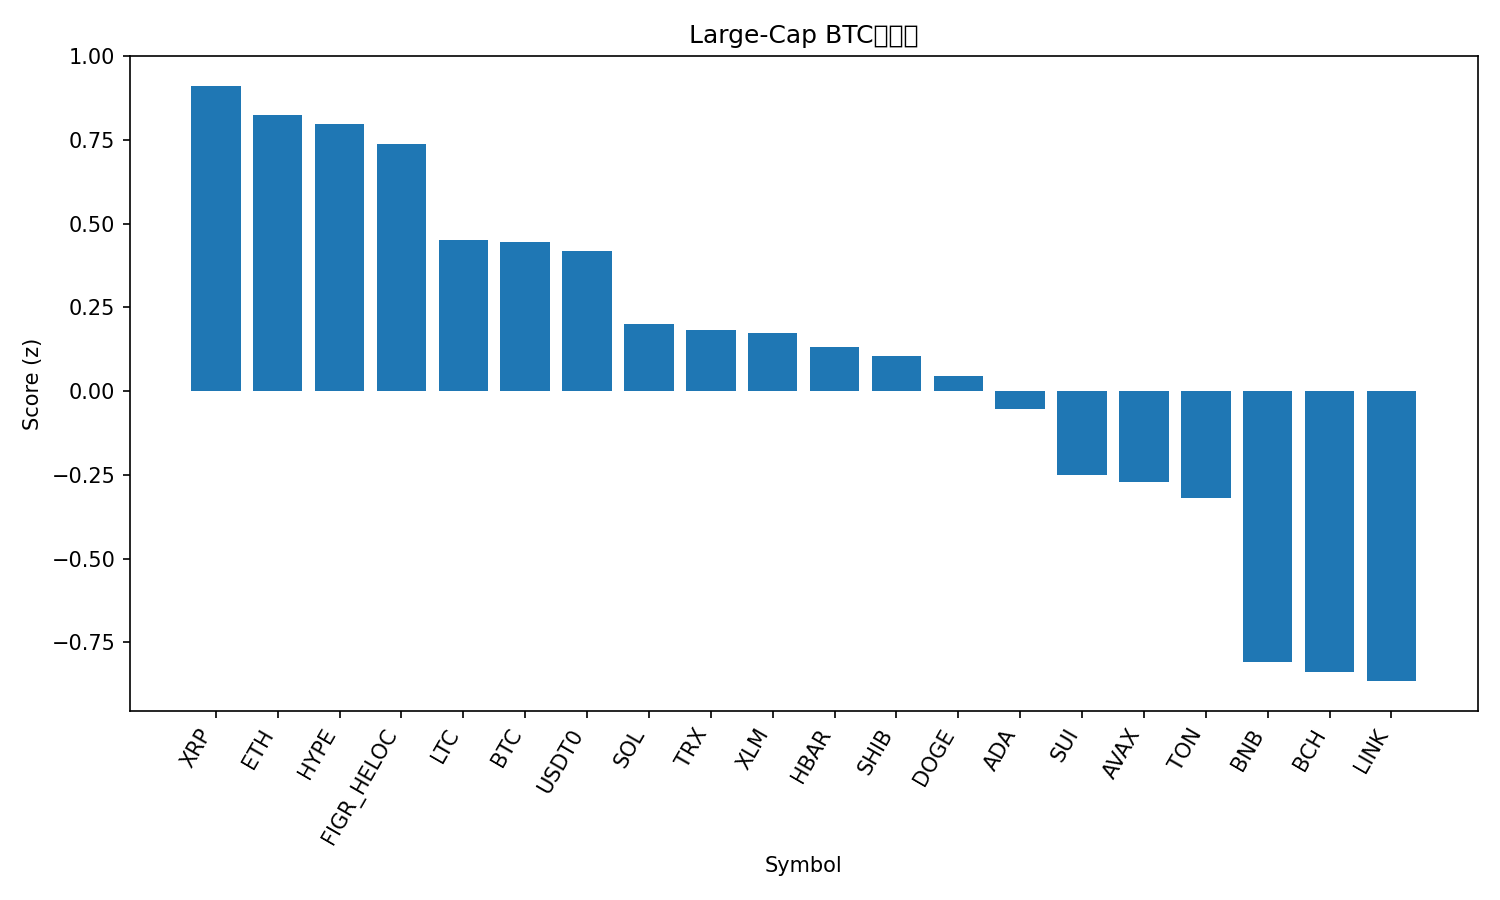 Large-Cap BTC
1.00
0.75
0.50
0.25
0.00
−0.25
−0.50
−0.75
Score (z)
XRP
ETH
HYPE
FIGR_HELOC
LTC
BTC
USDT0
SOL
TRX
XLM
HBAR
SHIB
DOGE
ADA
SUI
AVAX
TON
BNB
BCH
LINK
Symbol